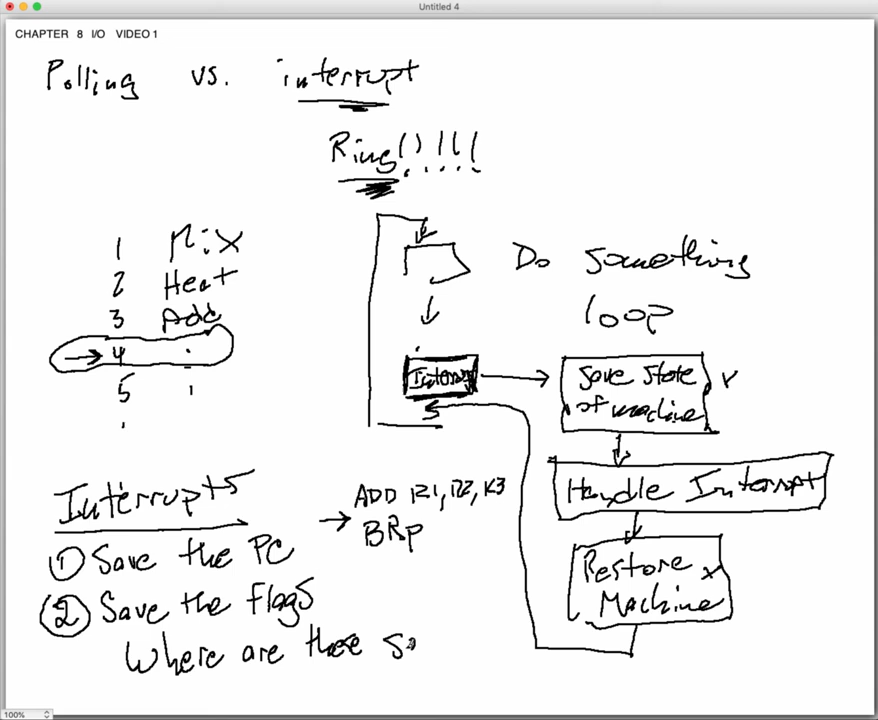 Untitled 4
CHAPTER 8 I/O VIDEO 1
Polling vs. interrupt
Ring!()!!!!
1 Mix
2 Heat
3 Add
→ 4 :
5
Do something
loop
Interrup
Save State
of machine
Handle Interrupt
Restore
Machine
Interrupts
① Save the PC
② Save the Flags
Where are these s
→ ADD R1, R2, R3
BRp
100%